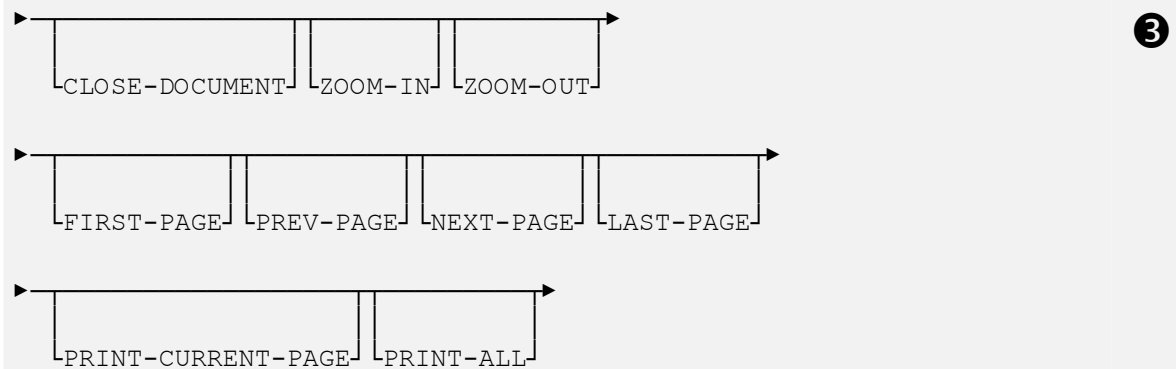 ❸
CLOSE-DOCUMENT ZOOM-IN ZOOM-OUT
FIRST-PAGE PREV-PAGE NEXT-PAGE LAST-PAGE
PRINT-CURRENT-PAGE PRINT-ALL